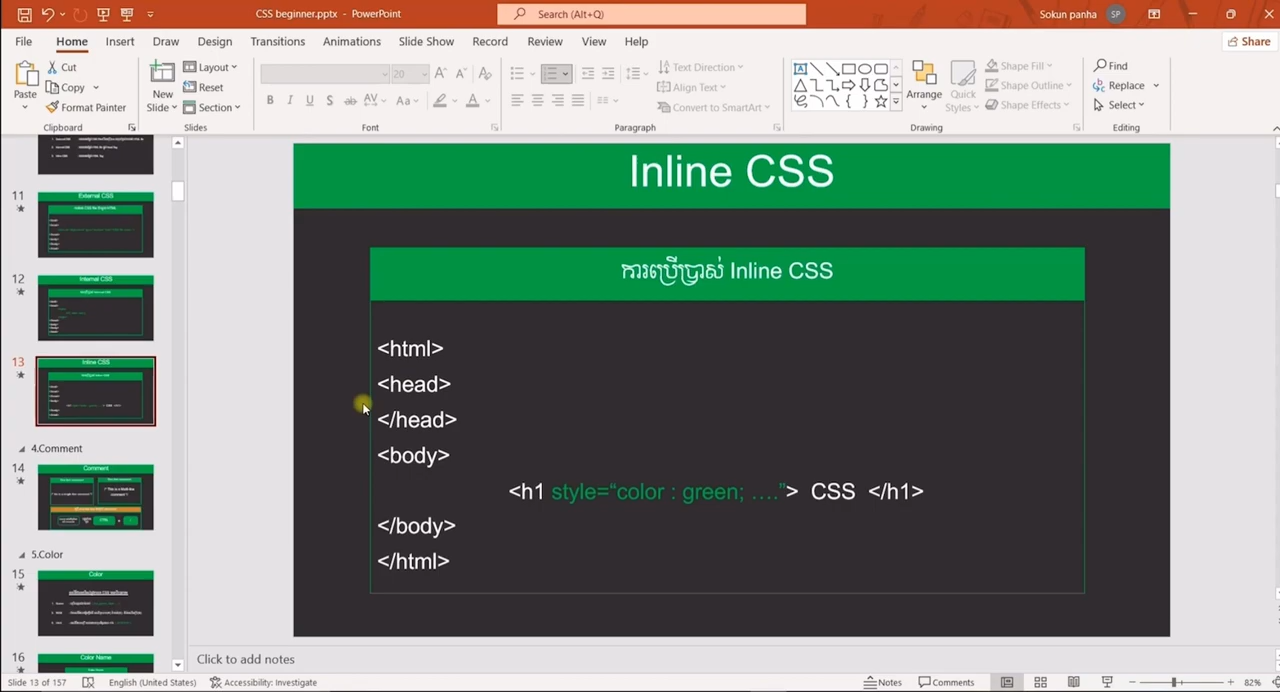 CSS beginner.pptx - PowerPoint
Search (Alt+Q)
Sokun panha
SP
File Home Insert Draw Design Transitions Animations Slide Show Record Review View Help
Share
Paste
Cut
Copy
Format Painter
Clipboard
New Slide
Layout
Reset
Section
Slides
20
Font
Text Direction
Align Text
Convert to SmartArt
Paragraph
Arrange
Quick Styles
Shape Fill
Shape Outline
Shape Effects
Drawing
Find
Replace
Select
Editing
11
External CSS
12
Internal CSS
13
Inline CSS
4.Comment
14
Comment
5.Color
15
Color
16
Color Name
Inline CSS
ការប្រើប្រាស់ Inline CSS
<html>
<head>
</head>
<body>
<h1 style=“color : green; ….”> CSS </h1>
</body>
</html>
Click to add notes
Slide 13 of 157
English (United States)
Accessibility: Investigate
Notes
Comments
82%